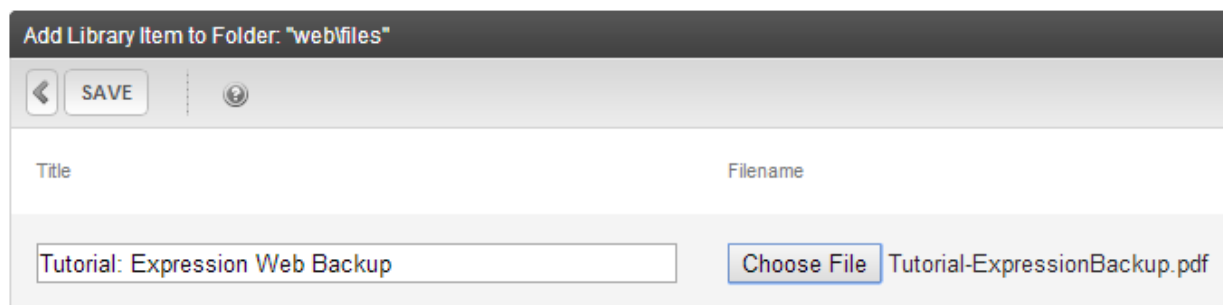 Add Library Item to Folder: "web\files"
SAVE
Title Filename
Tutorial: Expression Web Backup Choose File Tutorial-ExpressionBackup.pdf